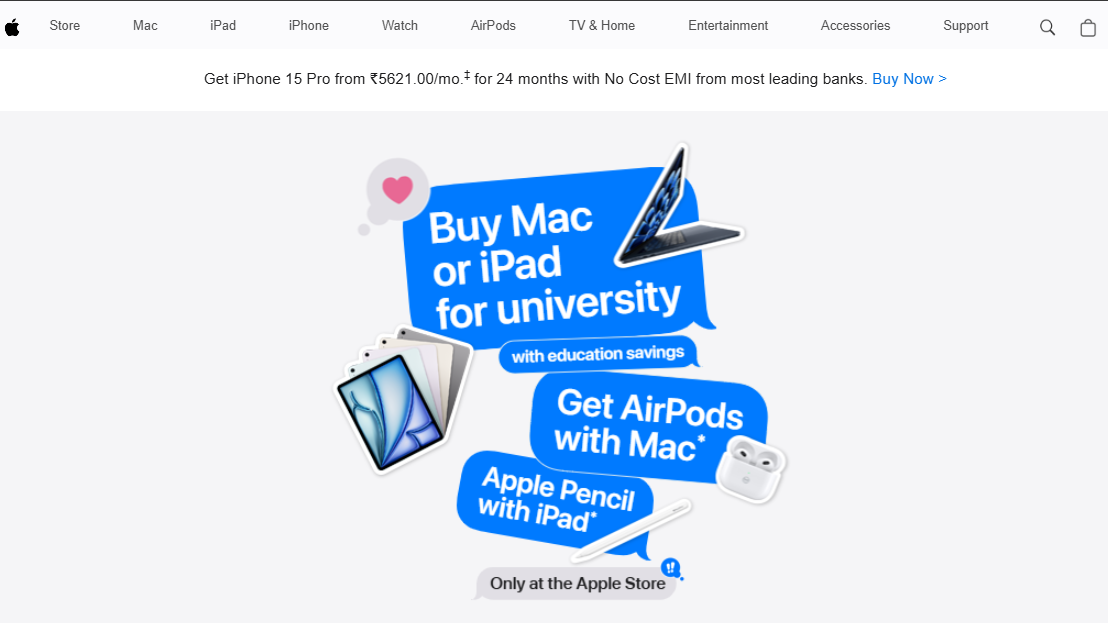 Store Mac iPad iPhone Watch AirPods TV & Home Entertainment Accessories Support
Get iPhone 15 Pro from ₹5621.00/mo.‡ for 24 months with No Cost EMI from most leading banks. Buy Now >
Buy Mac
or iPad
for university
with education savings
Get AirPods
with Mac*
Apple Pencil
with iPad*
!!
Only at the Apple Store